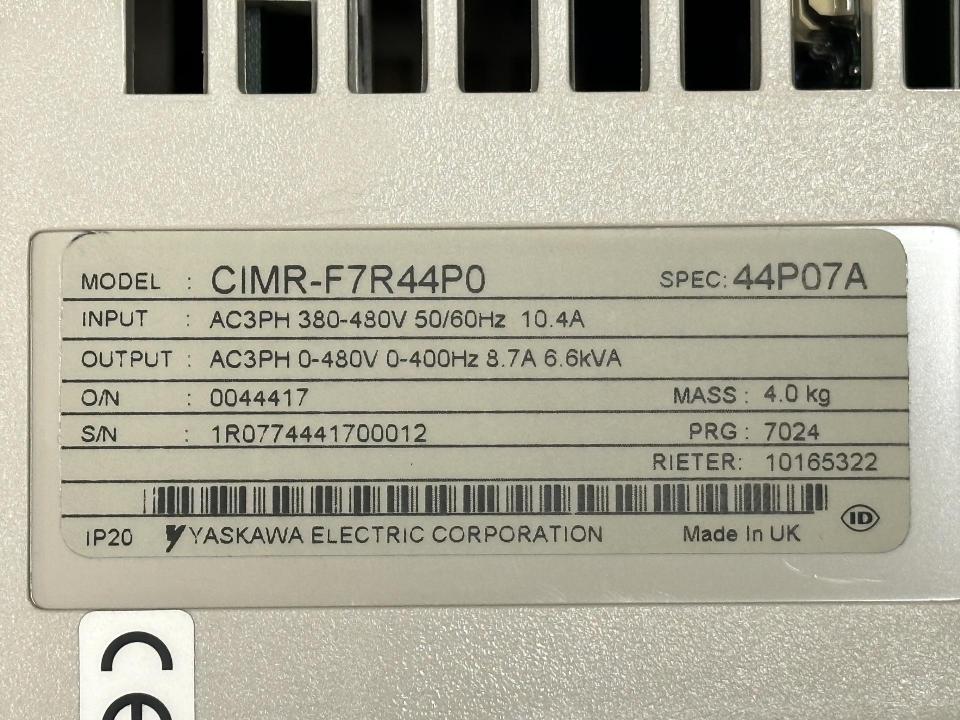 MODEL : CIMR-F7R44P0 SPEC: 44P07A
INPUT : AC3PH 380-480V 50/60Hz 10.4A
OUTPUT : AC3PH 0-480V 0-400Hz 8.7A 6.6kVA
O/N : 0044417 MASS : 4.0 kg
S/N : 1R0774441700012 PRG : 7024
RIETER: 10165322
IP20 YASKAWA ELECTRIC CORPORATION Made In UK ID
CE